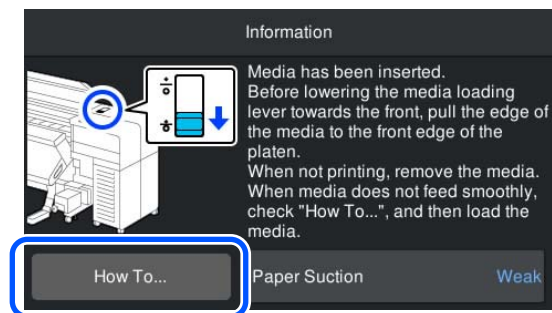 Information
Media has been inserted.
Before lowering the media loading
lever towards the front, pull the edge of
the media to the front edge of the
platen.
When not printing, remove the media.
When media does not feed smoothly,
check "How To...", and then load the
media.
How To...
Paper Suction
Weak